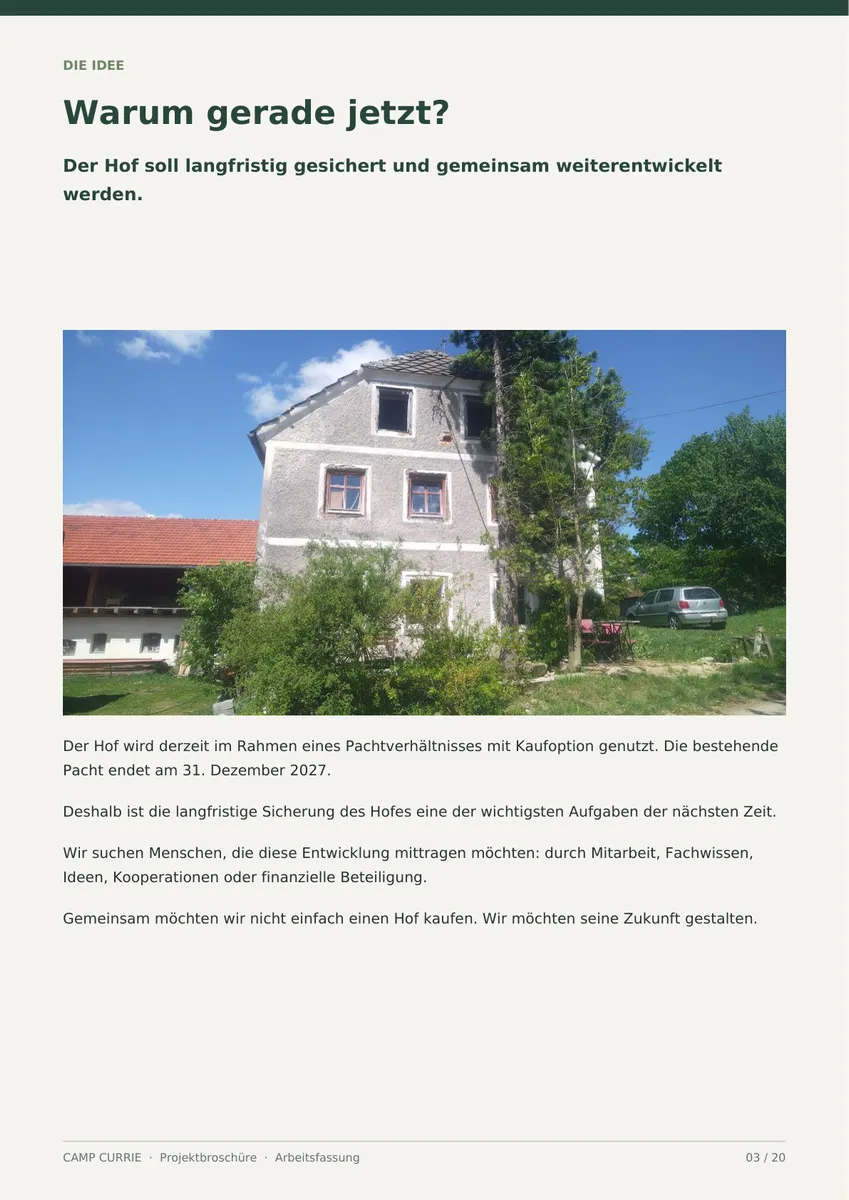 DIE IDEE
Warum gerade jetzt?
Der Hof soll langfristig gesichert und gemeinsam weiterentwickelt
werden.
Der Hof wird derzeit im Rahmen eines Pachtverhältnisses mit Kaufoption genutzt. Die bestehende
Pacht endet am 31. Dezember 2027.
Deshalb ist die langfristige Sicherung des Hofes eine der wichtigsten Aufgaben der nächsten Zeit.
Wir suchen Menschen, die diese Entwicklung mittragen möchten: durch Mitarbeit, Fachwissen,
Ideen, Kooperationen oder finanzielle Beteiligung.
Gemeinsam möchten wir nicht einfach einen Hof kaufen. Wir möchten seine Zukunft gestalten.
CAMP CURRIE · Projektbroschüre · Arbeitsfassung
03 / 20